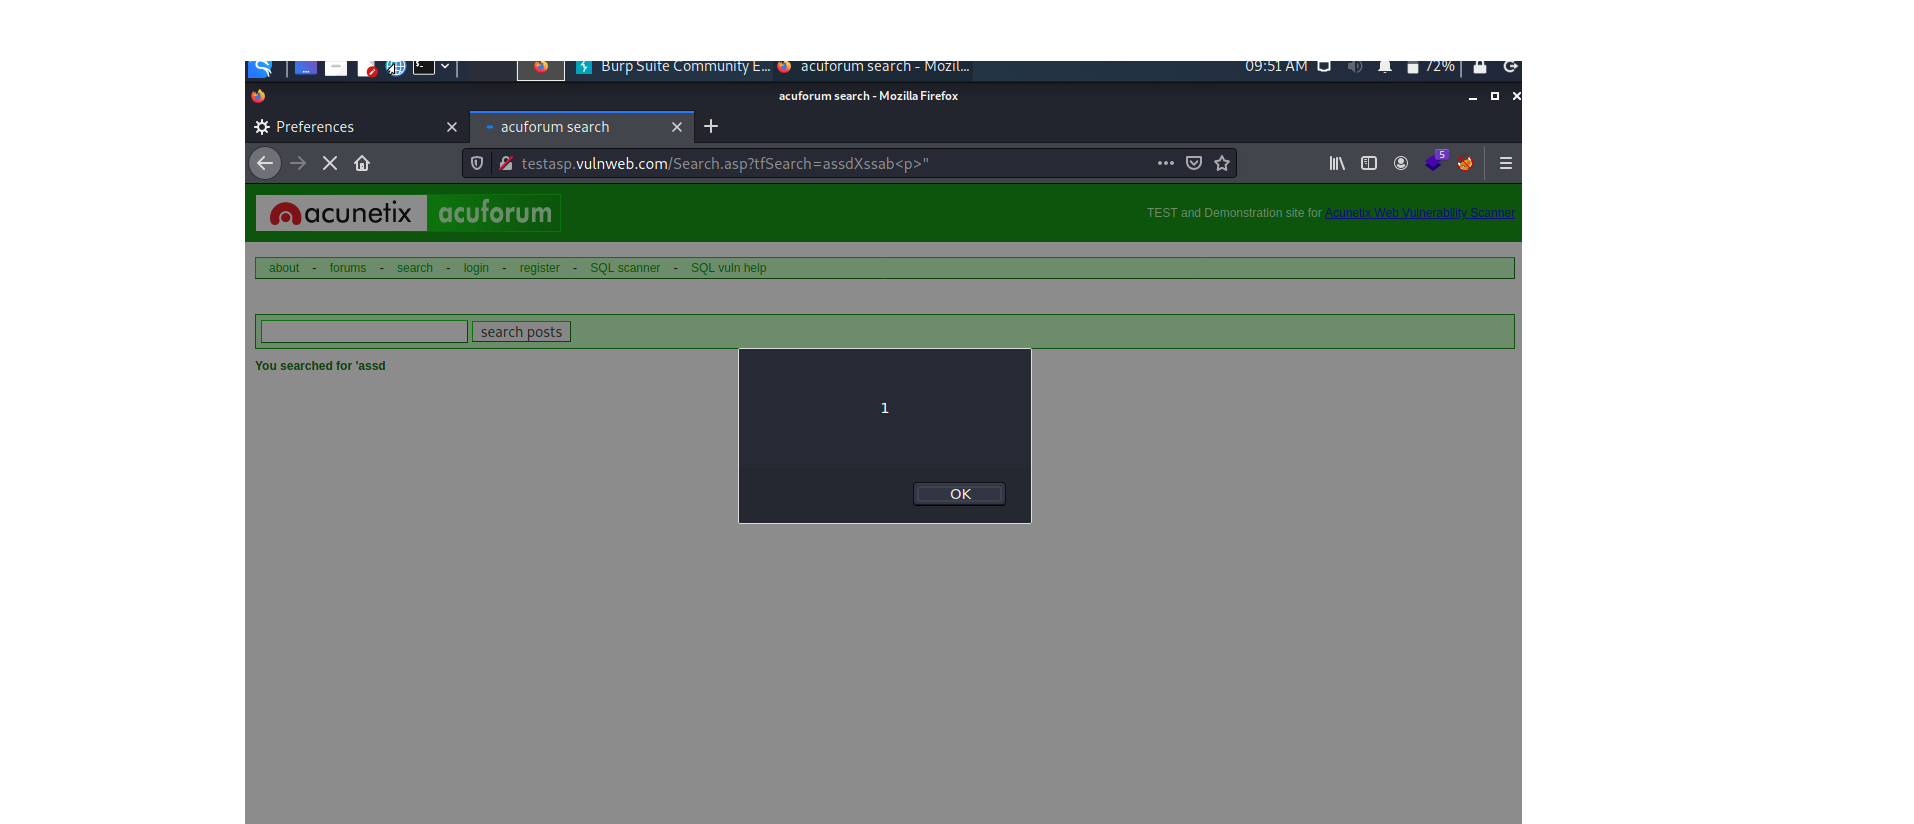 Burp Suite Community E... acuforum search - Mozil... 09:51 AM 72%
acuforum search - Mozilla Firefox
Preferences acuforum search
testasp.vulnweb.com/Search.asp?tfSearch=assdXssab<p>" 5
acunetix acuforum TEST and Demonstration site for Acunetix Web Vulnerability Scanner
about - forums - search - login - register - SQL scanner - SQL vuln help
search posts
You searched for 'assd
1
OK